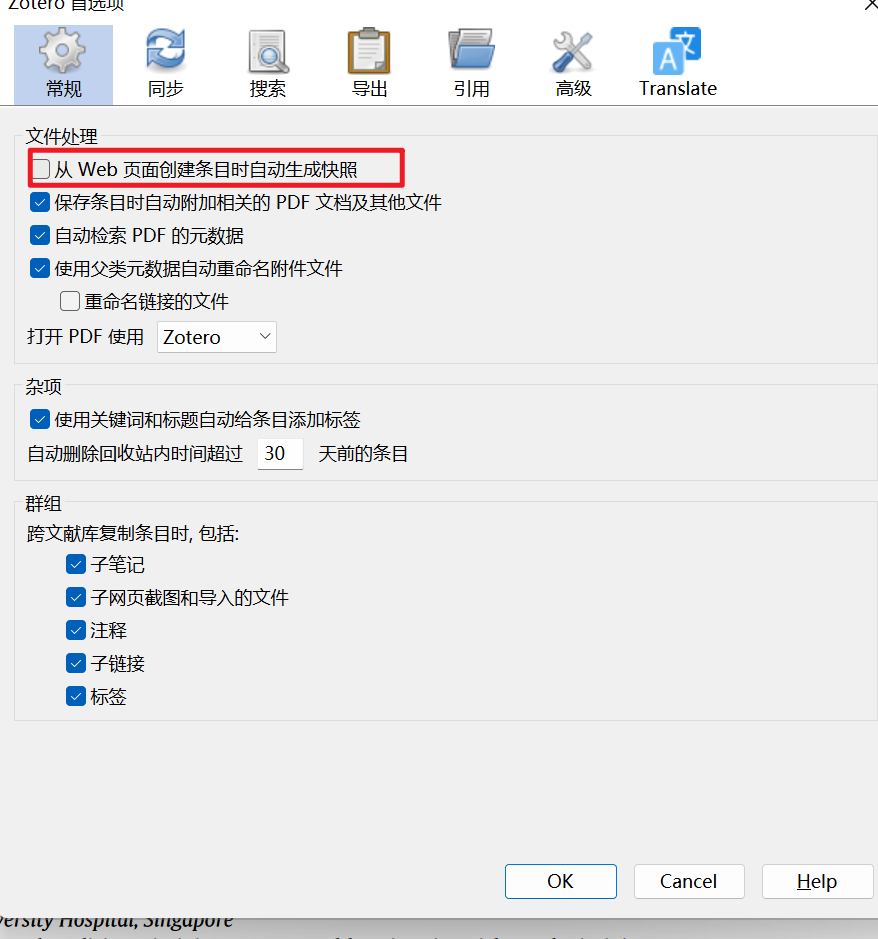 Zotero 首选项
常规
同步
搜索
导出
引用
高级
Translate
文件处理
从 Web 页面创建条目时自动生成快照
保存条目时自动附加相关的 PDF 文档及其他文件
自动检索 PDF 的元数据
使用父类元数据自动重命名附件文件
重命名链接的文件
打开 PDF 使用 Zotero
杂项
使用关键词和标题自动给条目添加标签
自动删除回收站内时间超过 30 天前的条目
群组
跨文献库复制条目时, 包括:
子笔记
子网页截图和导入的文件
注释
子链接
标签
OK Cancel Help
versity Hospital, Singapore